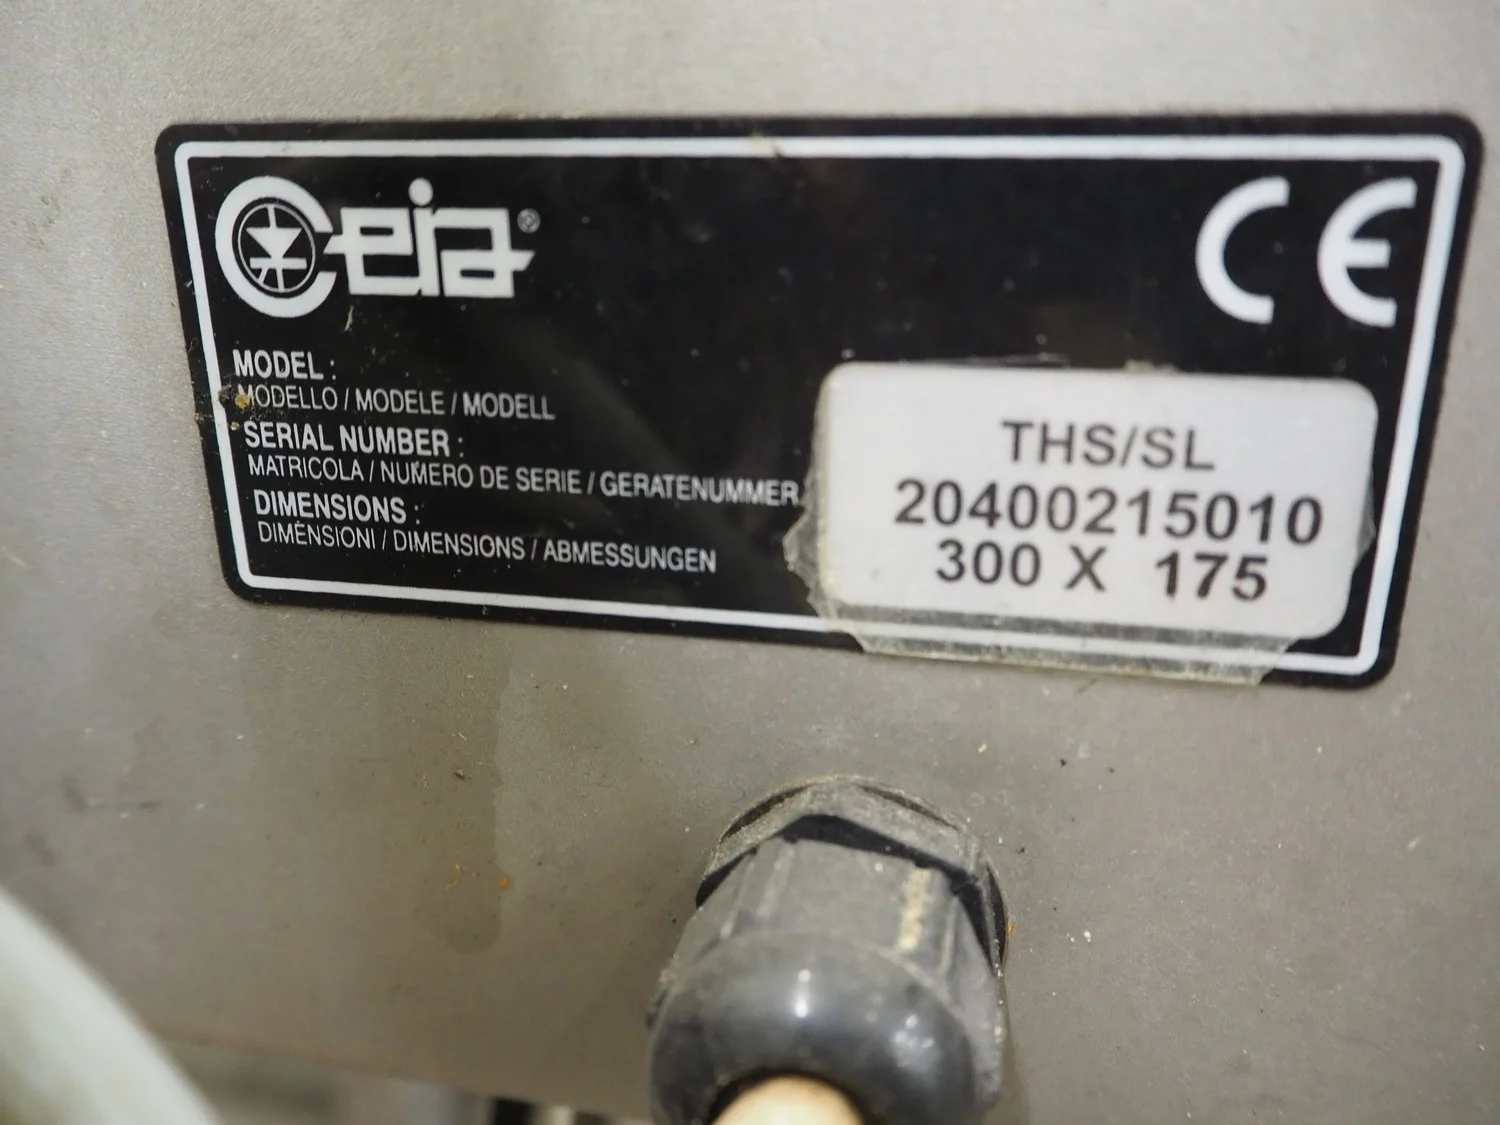 Ceia®
CE
MODEL :
MODELLO / MODELE / MODELL
SERIAL NUMBER :
MATRICOLA / NUMERO DE SERIE / GERATENUMMER
DIMENSIONS :
DIMENSIONI / DIMENSIONS / ABMESSUNGEN
THS/SL
20400215010
300 X 175